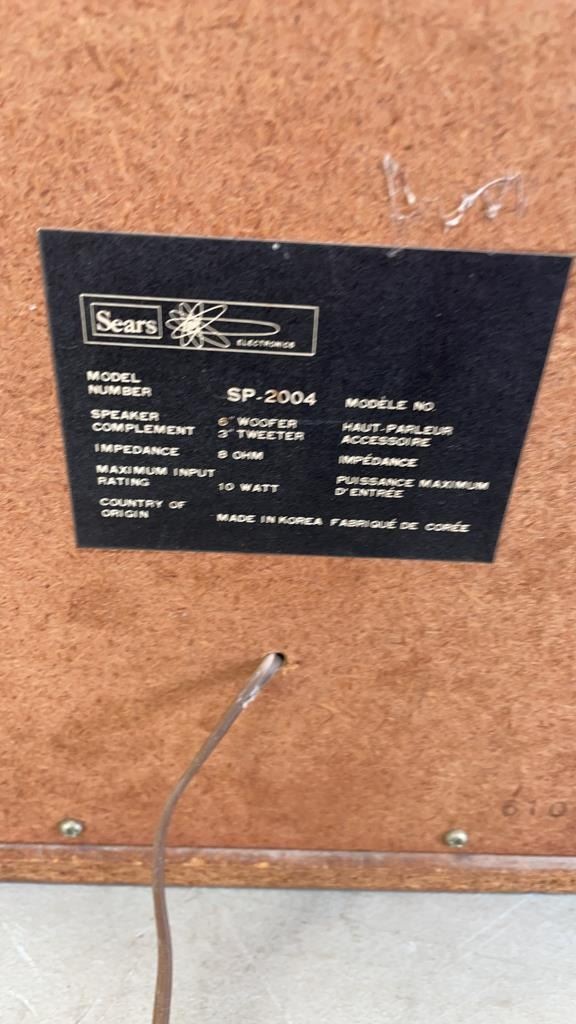 Sears
ELECTRONICS
MODEL
NUMBER SP-2004 MODÈLE NO.
SPEAKER
COMPLEMENT 6" WOOFER
3" TWEETER HAUT-PARLEUR
ACCESSOIRE
IMPEDANCE 8 OHM IMPÉDANCE
MAXIMUM INPUT
RATING 10 WATT PUISSANCE MAXIMUM
D'ENTRÉE
COUNTRY OF
ORIGIN MADE IN KOREA FABRIQUÉ DE CORÉE
610